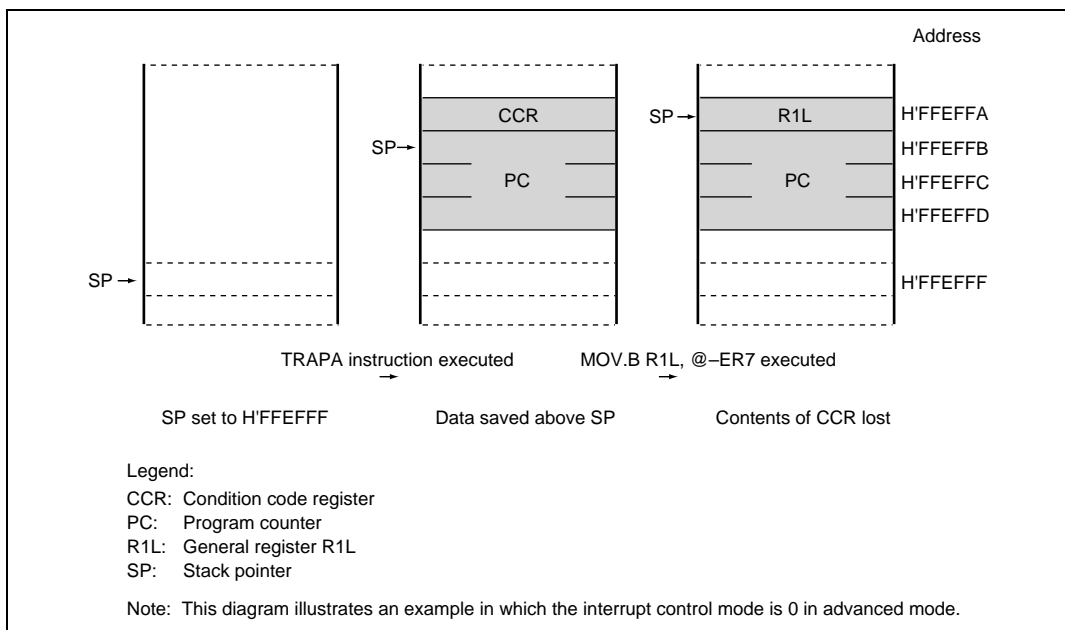 Address
SP→ CCR SP→ R1L H'FFEFFA
SP→ H'FFEFFB
PC PC H'FFEFFC
H'FFEFFD
SP→ H'FFEFFF
TRAPA instruction executed → MOV.B R1L, @–ER7 executed →
SP set to H'FFEFFF Data saved above SP Contents of CCR lost
Legend:
CCR: Condition code register
PC: Program counter
R1L: General register R1L
SP: Stack pointer
Note: This diagram illustrates an example in which the interrupt control mode is 0 in advanced mode.